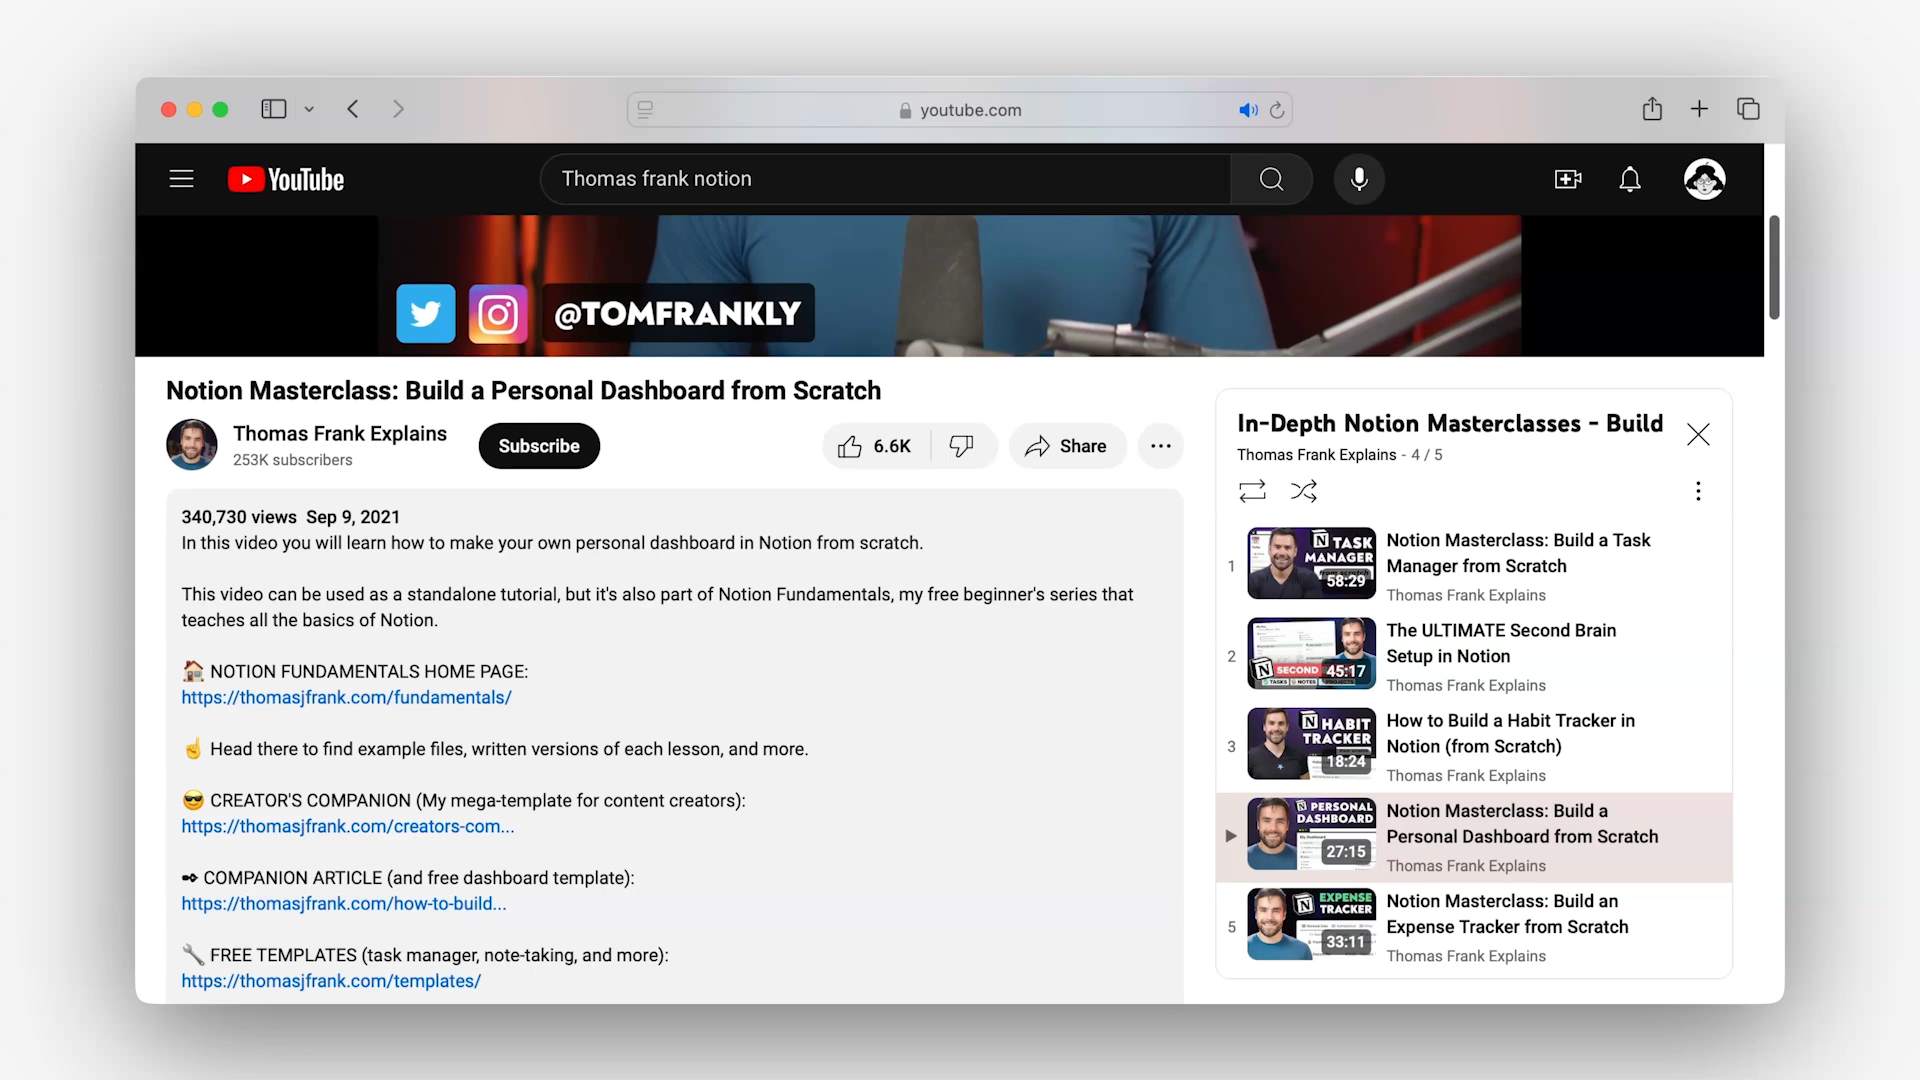 youtube.com
YouTube
Thomas frank notion
@TOMFRANKLY
Notion Masterclass: Build a Personal Dashboard from Scratch
Thomas Frank Explains
253K subscribers
Subscribe
6.6K
Share
340,730 views Sep 9, 2021
In this video you will learn how to make your own personal dashboard in Notion from scratch.
This video can be used as a standalone tutorial, but it's also part of Notion Fundamentals, my free beginner's series that
teaches all the basics of Notion.
🏠 NOTION FUNDAMENTALS HOME PAGE:
https://thomasjfrank.com/fundamentals/
☝ Head there to find example files, written versions of each lesson, and more.
😎 CREATOR'S COMPANION (My mega-template for content creators):
https://thomasjfrank.com/creators-com...
✒ COMPANION ARTICLE (and free dashboard template):
https://thomasjfrank.com/how-to-build...
🔧 FREE TEMPLATES (task manager, note-taking, and more):
https://thomasjfrank.com/templates/
In-Depth Notion Masterclasses - Build
Thomas Frank Explains - 4 / 5
1
TASK
MANAGER
from scratch
58:29
Notion Masterclass: Build a Task
Manager from Scratch
Thomas Frank Explains
2
SECOND
45:17
TASKS NOTES PROJECTS
The ULTIMATE Second Brain
Setup in Notion
Thomas Frank Explains
3
HABIT
TRACKER
18:24
How to Build a Habit Tracker in
Notion (from Scratch)
Thomas Frank Explains
PERSONAL
DASHBOARD
My Dashboard
27:15
Notion Masterclass: Build a
Personal Dashboard from Scratch
Thomas Frank Explains
5
EXPENSE
TRACKER
33:11
Notion Masterclass: Build an
Expense Tracker from Scratch
Thomas Frank Explains